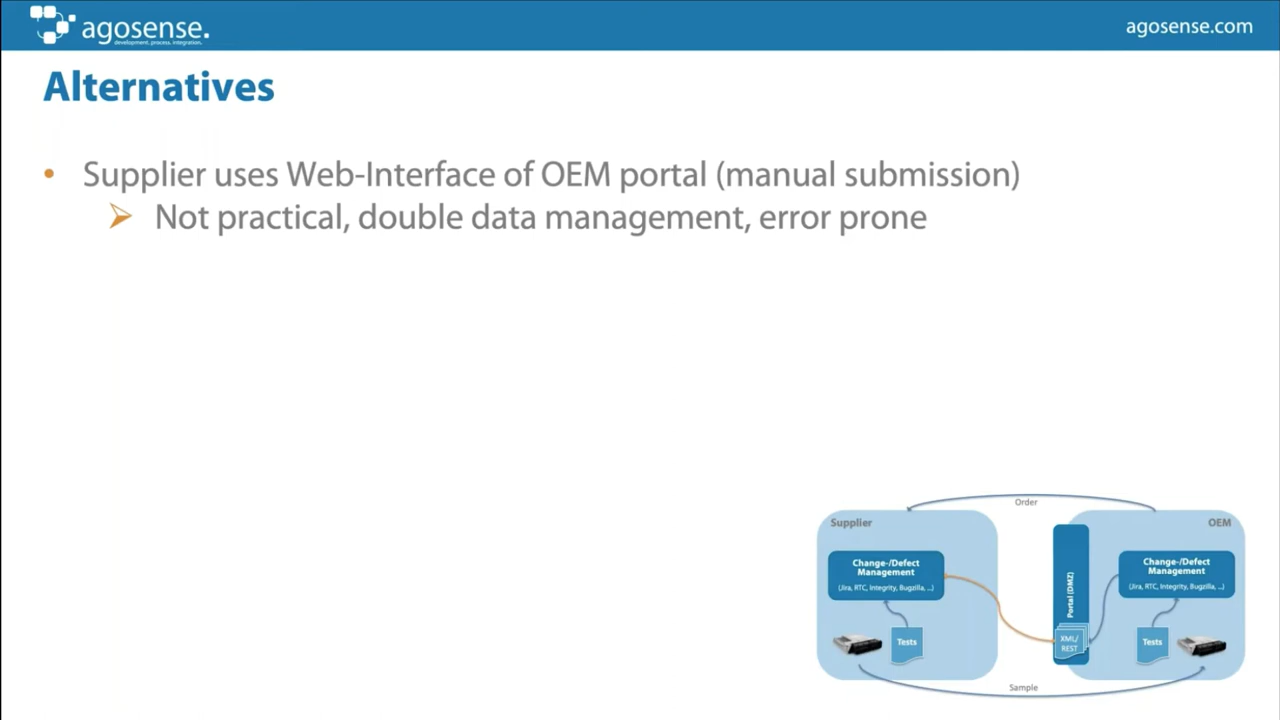 agosense.
development. process. integration.
agosense.com
Alternatives
• Supplier uses Web-Interface of OEM portal (manual submission)
➢ Not practical, double data management, error prone
Order
Supplier
OEM
Change-/Defect
Management
(Jira, RTC, Integrity, Bugzilla, ...)
Portal (DMZ)
Change-/Defect
Management
(Jira, RTC, Integrity, Bugzilla, ...)
Tests
XML/
REST
Tests
Sample